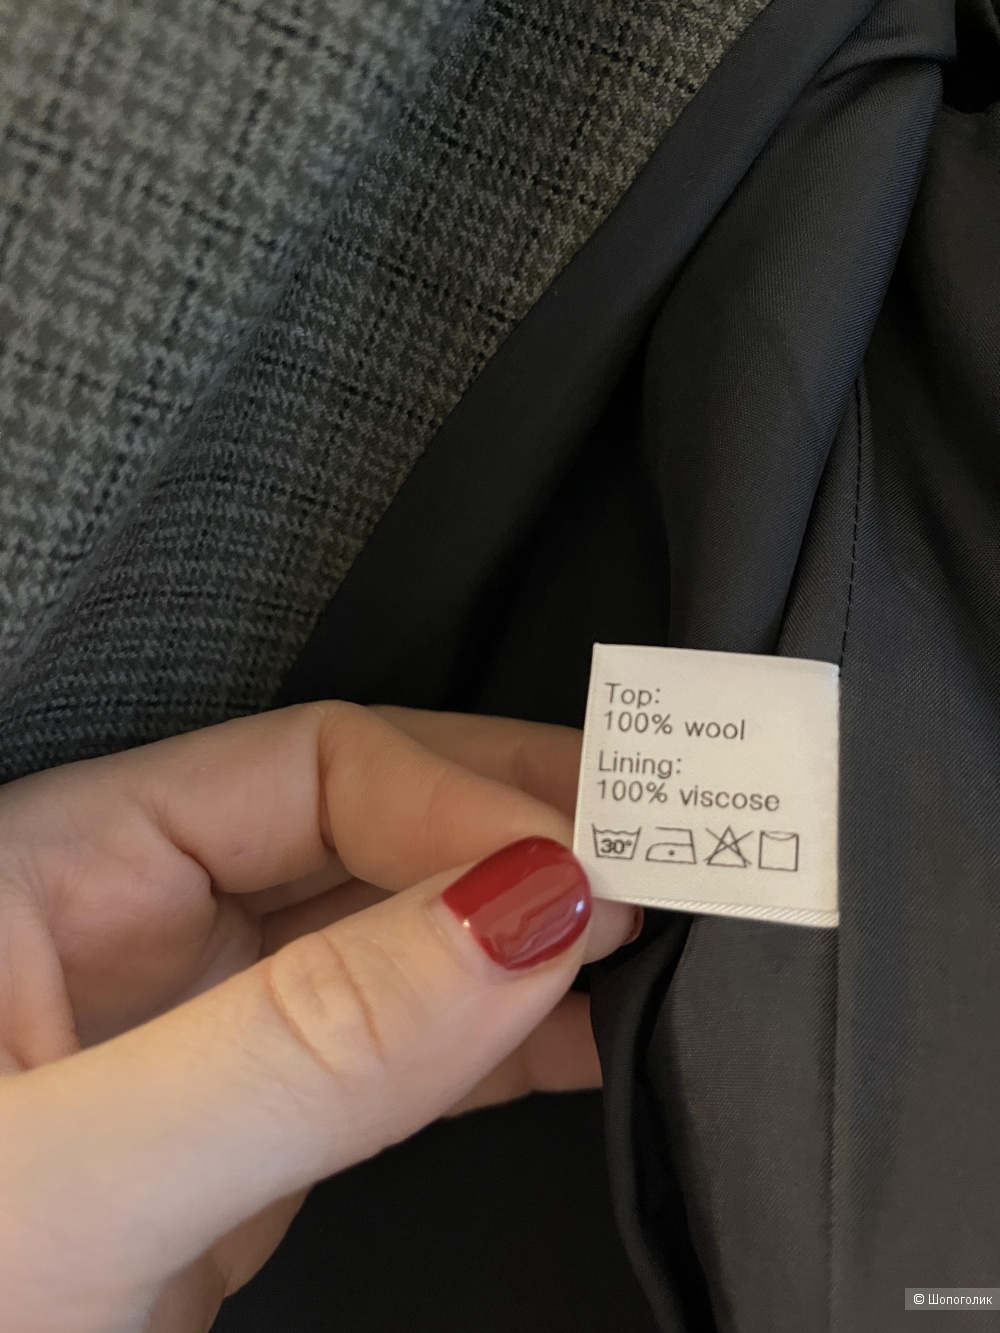 Top:
100% wool
Lining:
100% viscose
30°
© Шопоголик